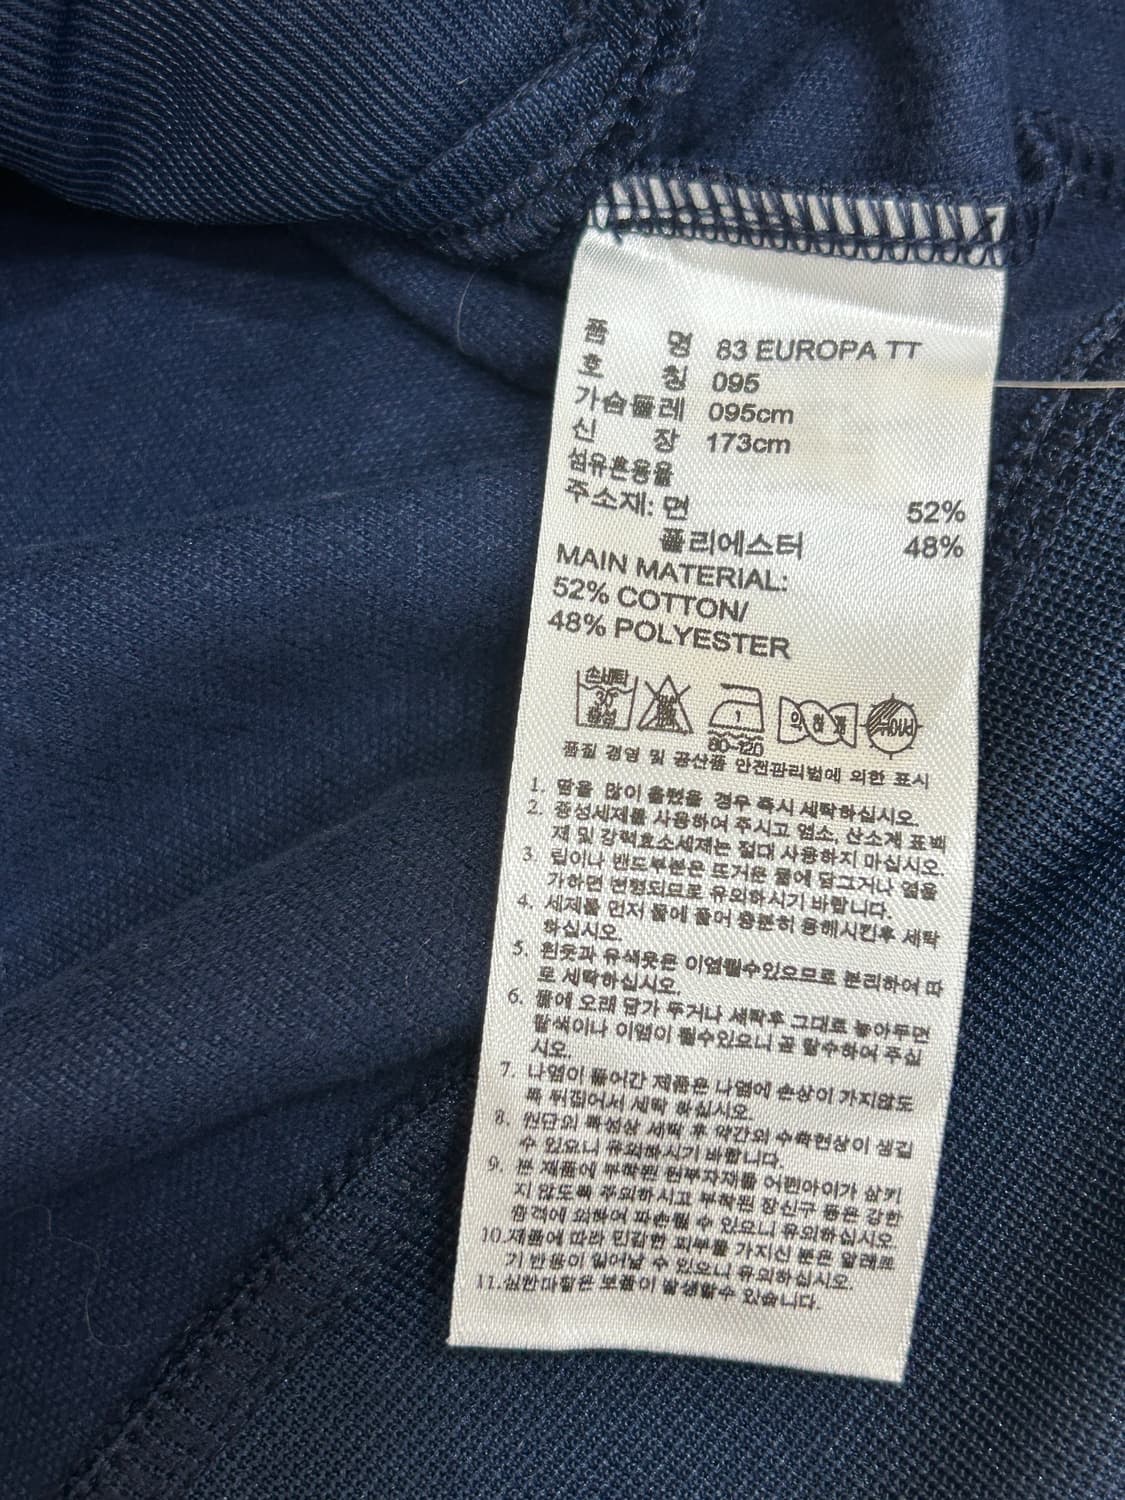 품 명 83 EUROPA TT
호 칭 095
가슴둘레 095cm
신 장 173cm
섬유혼용율
주소재: 면 52%
폴리에스터 48%
MAIN MATERIAL:
52% COTTON/
48% POLYESTER
손세탁
30°
중성
1
80~120
약하게
품질 경영 및 공산품 안전관리법에 의한 표시
1. 땀을 많이 흘렸을 경우 즉시 세탁하십시오.
2. 중성세제를 사용하여 주시고 염소, 산소계 표백
제 및 강력효소세제는 절대 사용하지 마십시오.
3. 립이나 밴드부분은 뜨거운 물에 담그거나 열을
가하면 변형되므로 유의하시기 바랍니다.
4. 세제를 먼저 물에 풀어 충분히 용해시킨후 세탁
하십시오.
5. 흰옷과 유색옷은 이염될수있으므로 분리하여 따
로 세탁하십시오.
6. 물에 오래 담가 두거나 세탁후 그대로 놓아두면
탈색이나 이염이 될수있으니 곧 탈수하여 주십
시오.
7. 나염이 들어간 제품은 나염에 손상이 가지않도
록 뒤집어서 세탁 하십시오.
8. 원단의 특성상 세탁 후 약간의 수축현상이 생길
수 있으니 유의하시기 바랍니다.
9. 본 제품에 부착된 원부자재를 어린아이가 삼키
지 않도록 주의하시고 부착된 장신구 등은 강한
충격에 의하여 파손될 수 있으니 유의하십시오
10.제품에 따라 민감한 피부를 가지신 분은 알레르
기 반응이 일어날 수 있으니 유의하십시오.
11.심한마찰은 보풀이 발생할수 있습니다.